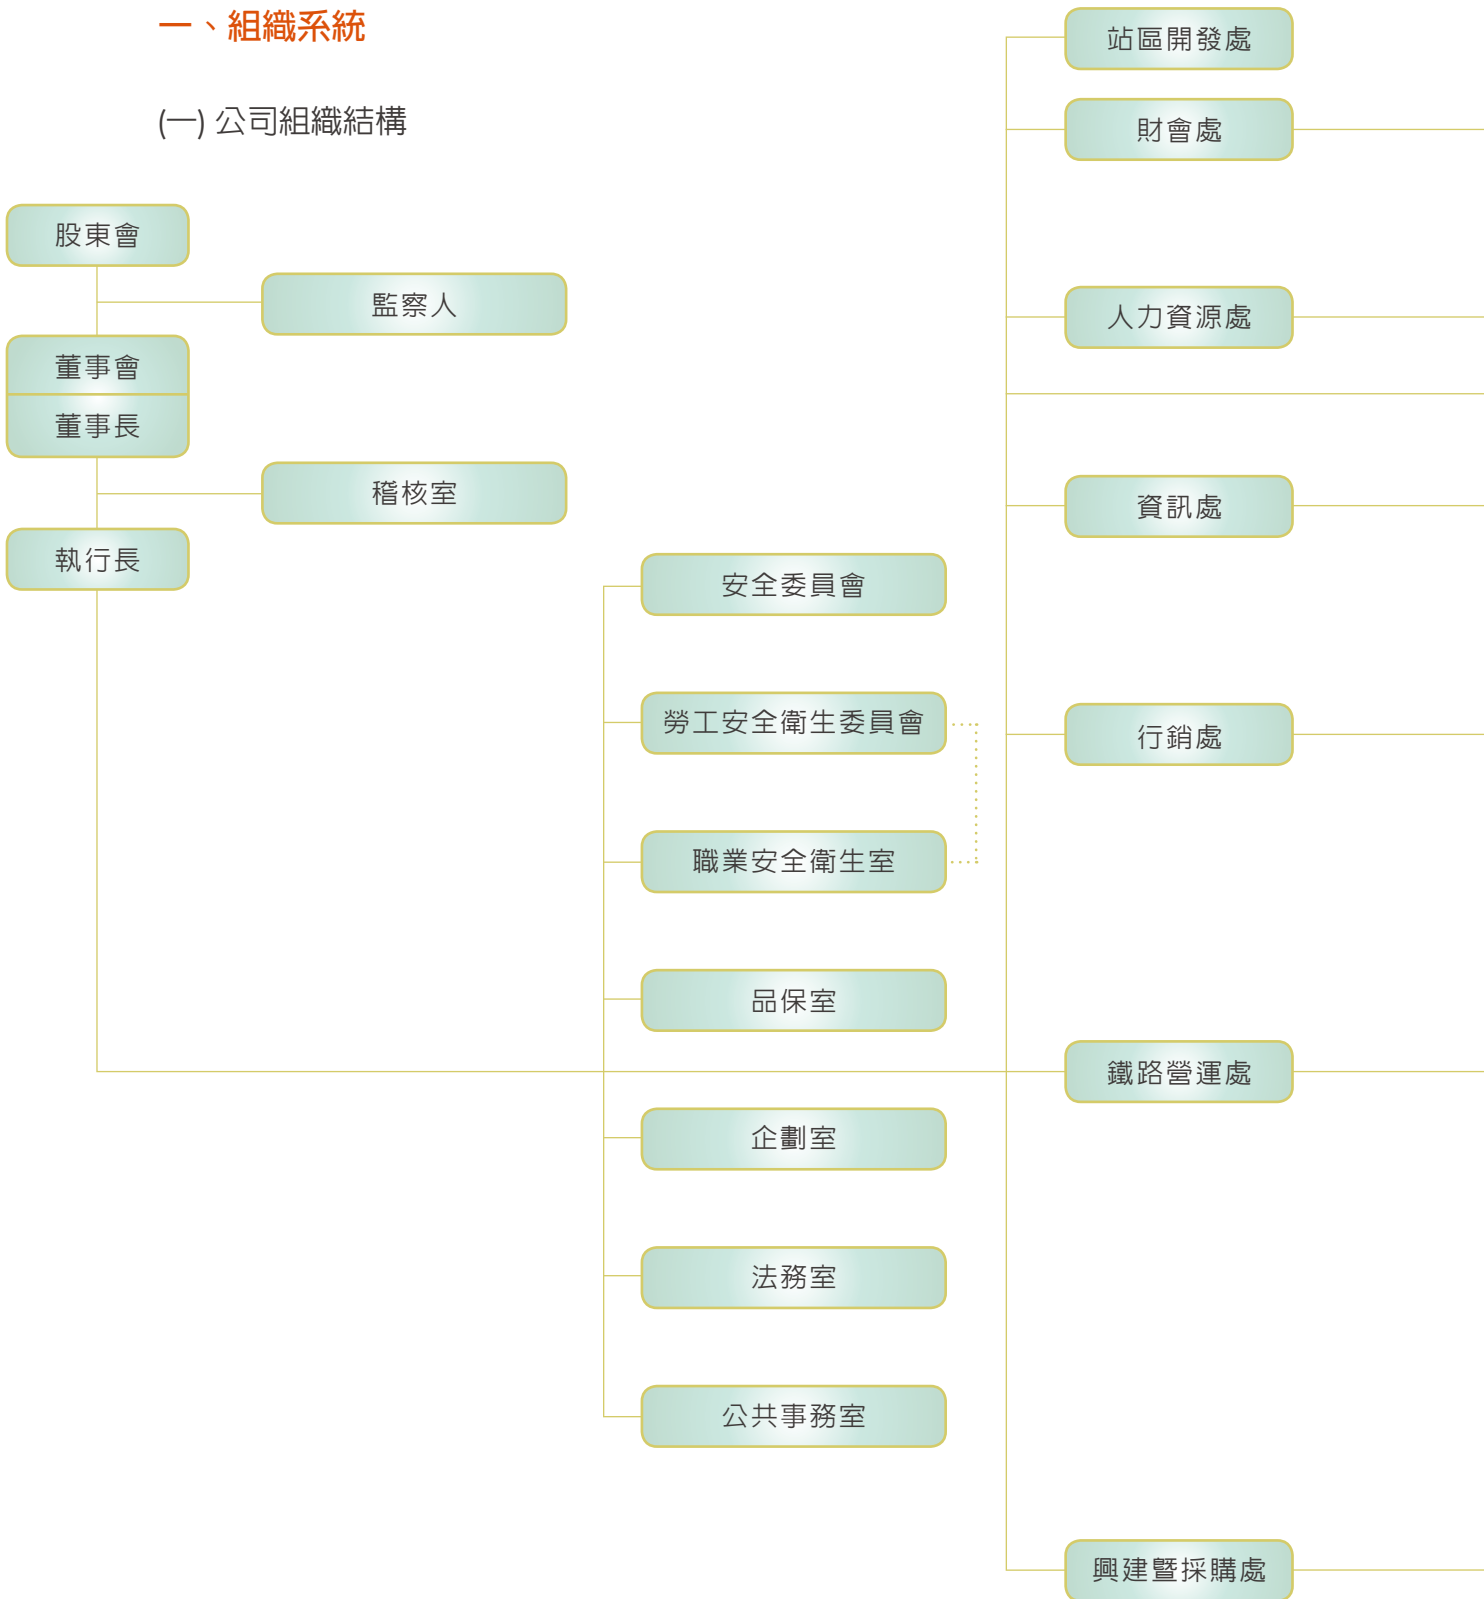 一、組織系統
(一) 公司組織結構
股東會
監察人
董事會
董事長
稽核室
執行長
安全委員會
勞工安全衛生委員會
職業安全衛生室
品保室
企劃室
法務室
公共事務室
站區開發處
財會處
人力資源處
資訊處
行銷處
鐵路營運處
興建暨採購處